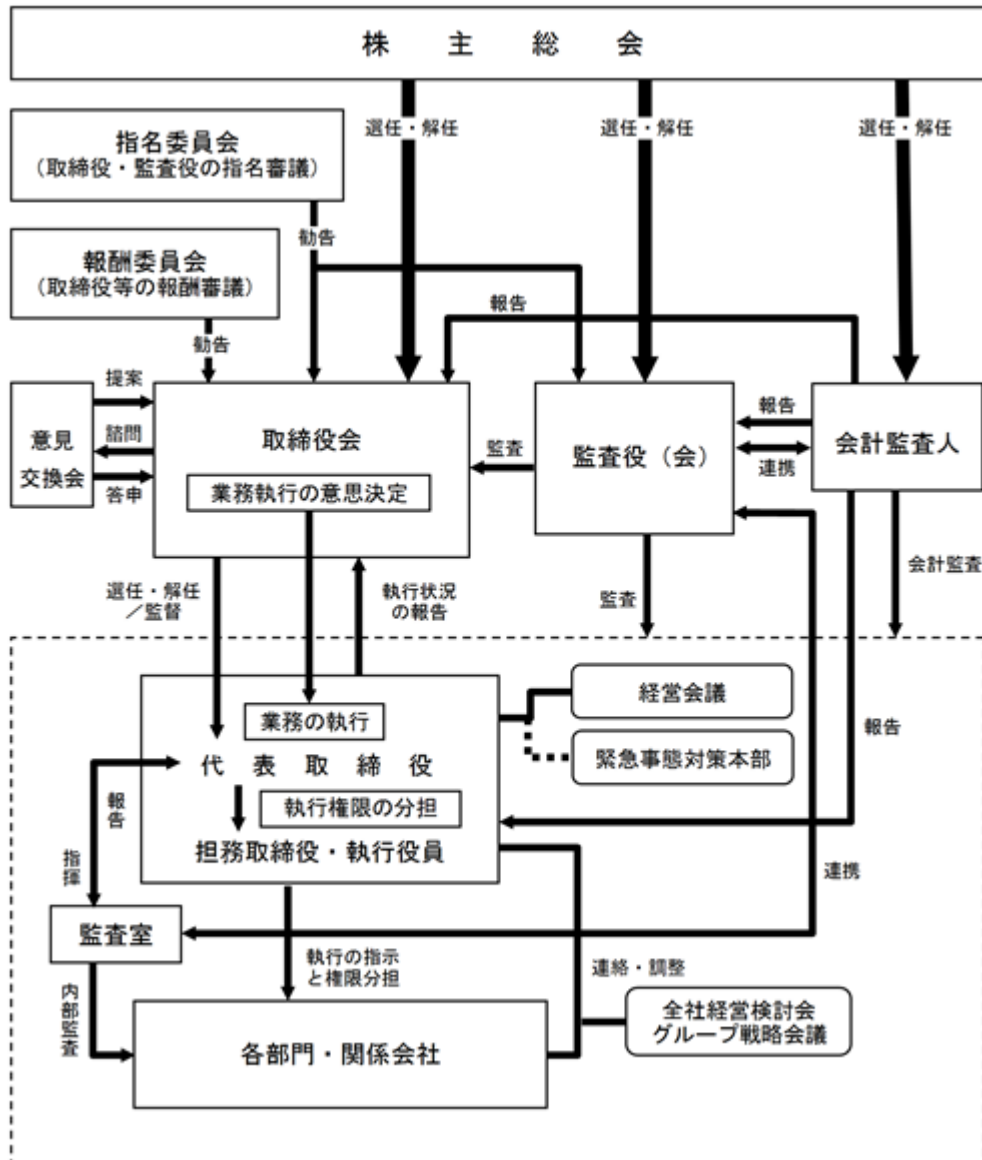 株主総会
選任・解任
選任・解任
選任・解任
指名委員会
(取締役・監査役の指名審議)
勧告
報酬委員会
(取締役等の報酬審議)
勧告
報告
提案
意見
交換会
諮問
答申
取締役会
業務執行の意思決定
監査
監査役（会）
報告
連携
会計監査人
選任・解任
／監督
執行状況
の報告
監査
会計監査
業務の執行
代表取締役
執行権限の分担
担務取締役・執行役員
経営会議
緊急事態対策本部
報告
報告
指揮
連携
監査室
執行の指示
と権限分担
連絡・調整
内部監査
全社経営検討会
グループ戦略会議
各部門・関係会社